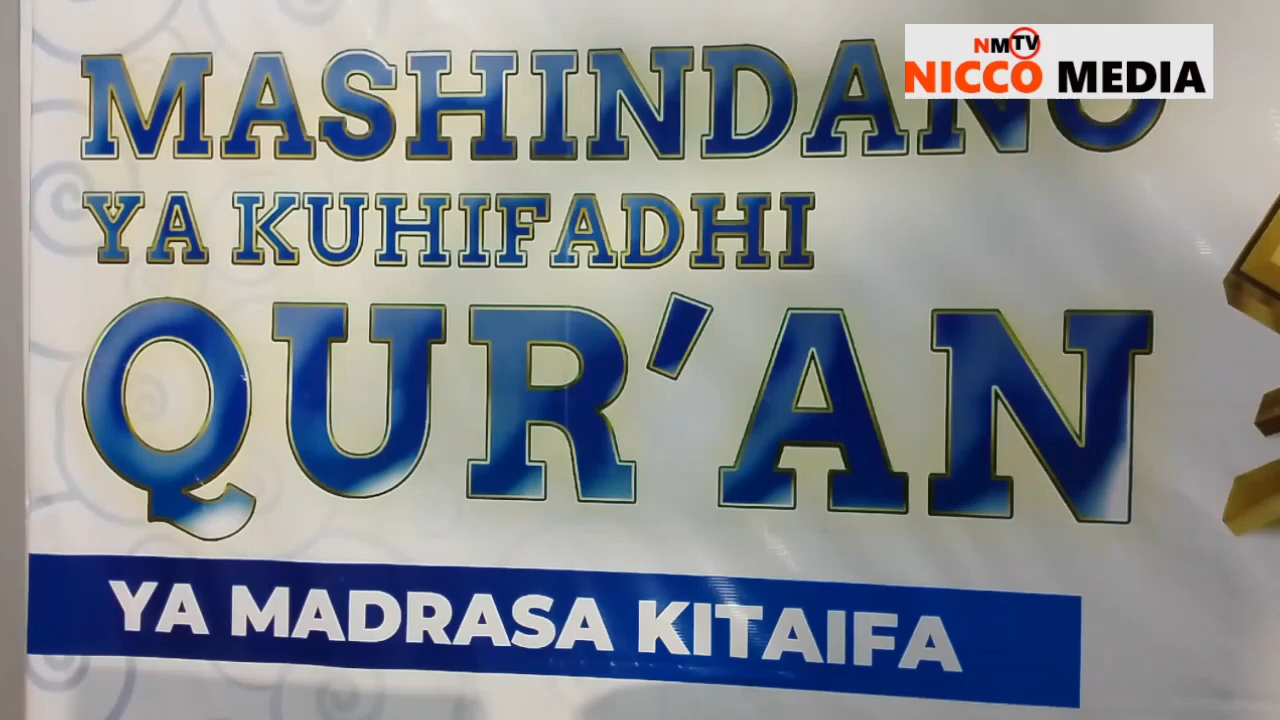 NMTV
NICCO MEDIA
MASHINDANO
YA KUHIFADHI
QUR'AN
YA MADRASA KITAIFA